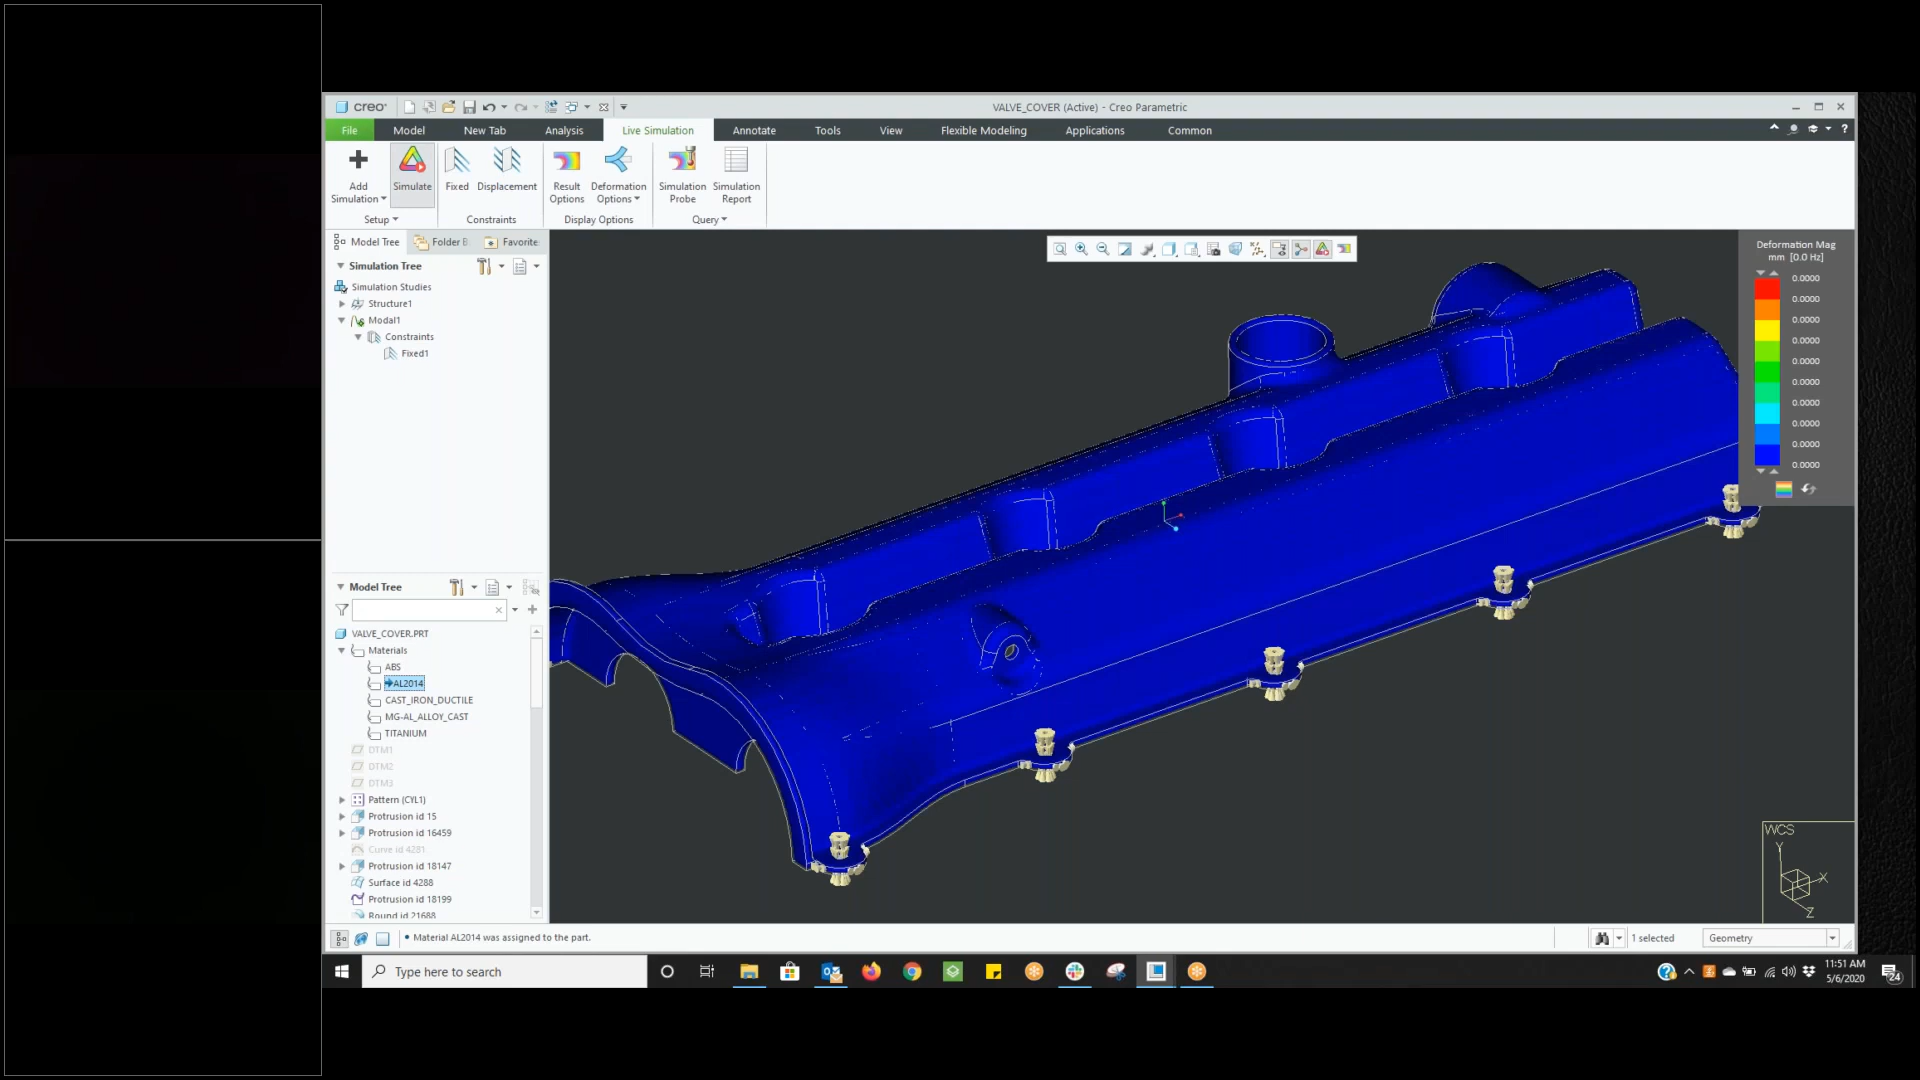 creo
VALVE_COVER (Active) - Creo Parametric
File Model New Tab Analysis Live Simulation Annotate Tools View Flexible Modeling Applications Common
Add Simulation
Simulate
Fixed
Displacement
Result Options
Deformation Options
Simulation Probe
Simulation Report
Setup
Constraints
Display Options
Query
Model Tree
Folder B
Favorite
Simulation Tree
Simulation Studies
Structure1
Modal1
Constraints
Fixed1
Model Tree
VALVE_COVER.PRT
Materials
ABS
AL2014
CAST_IRON_DUCTILE
MG-AL_ALLOY_CAST
TITANIUM
DTM1
DTM2
DTM3
Pattern (CYL1)
Protrusion id 15
Protrusion id 16459
Curve id 4281
Protrusion id 18147
Surface id 4288
Protrusion id 18199
Round id 21688
Deformation Mag
mm [0.0 Hz]
0.0000
0.0000
0.0000
0.0000
0.0000
0.0000
0.0000
0.0000
0.0000
0.0000
WCS
Y
X
Z
• Material AL2014 was assigned to the part.
1 selected
Geometry
Type here to search
11:51 AM
5/6/2020
24